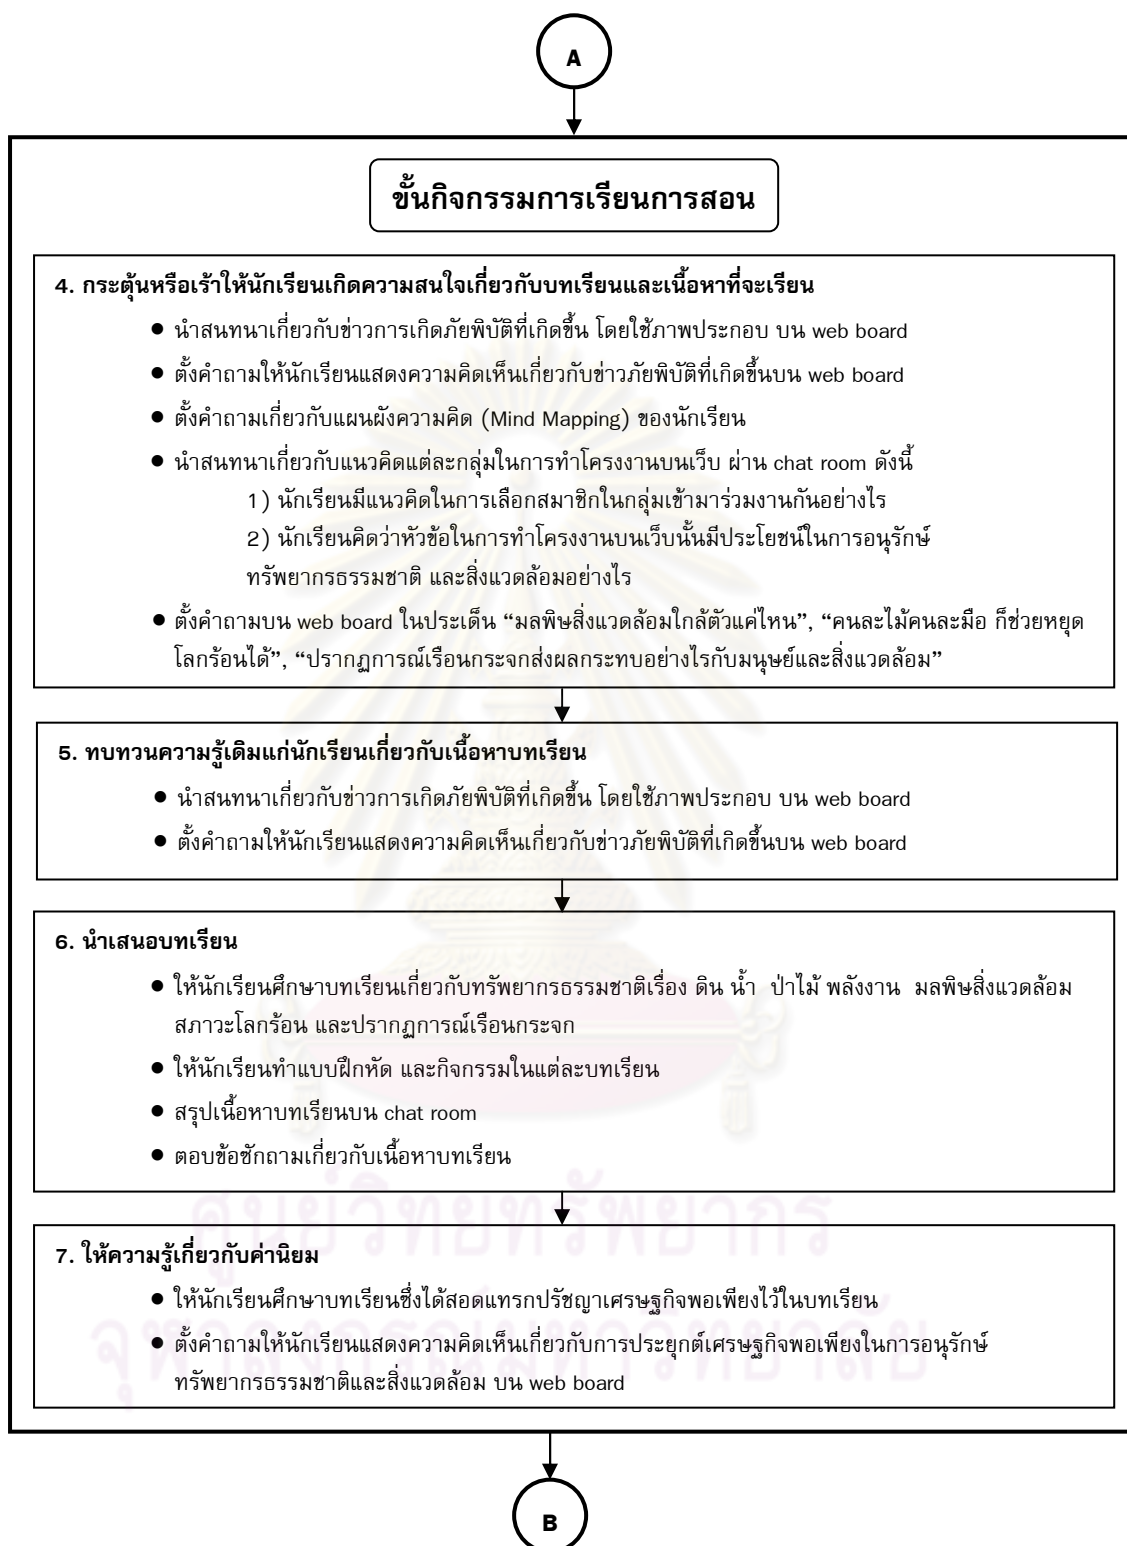 A
ขั้นกิจกรรมการเรียนการสอน
4. กระตุ้นหรือเร้าให้นักเรียนเกิดความสนใจเกี่ยวกับบทเรียนและเนื้อหาที่จะเรียน
● นำสนทนาเกี่ยวกับข่าวการเกิดภัยพิบัติที่เกิดขึ้น โดยใช้ภาพประกอบ บน web board
● ตั้งคำถามให้นักเรียนแสดงความคิดเห็นเกี่ยวกับข่าวภัยพิบัติที่เกิดขึ้นบน web board
● ตั้งคำถามเกี่ยวกับแผนผังความคิด (Mind Mapping) ของนักเรียน
● นำสนทนาเกี่ยวกับแนวคิดแต่ละกลุ่มในการทำโครงงานบนเว็บ ผ่าน chat room ดังนี้
1) นักเรียนมีแนวคิดในการเลือกสมาชิกในกลุ่มเข้ามาร่วมงานกันอย่างไร
2) นักเรียนคิดว่าหัวข้อในการทำโครงงานบนเว็บนั้นมีประโยชน์ในการอนุรักษ์
ทรัพยากรธรรมชาติ และสิ่งแวดล้อมอย่างไร
● ตั้งคำถามบน web board ในประเด็น “มลพิษสิ่งแวดล้อมใกล้ตัวแค่ไหน”, “คนละไม้คนละมือ ก็ช่วยหยุด
โลกร้อนได้”, “ปรากฏการณ์เรือนกระจกส่งผลกระทบอย่างไรกับมนุษย์และสิ่งแวดล้อม”
5. ทบทวนความรู้เดิมแก่นักเรียนเกี่ยวกับเนื้อหาบทเรียน
● นำสนทนาเกี่ยวกับข่าวการเกิดภัยพิบัติที่เกิดขึ้น โดยใช้ภาพประกอบ บน web board
● ตั้งคำถามให้นักเรียนแสดงความคิดเห็นเกี่ยวกับข่าวภัยพิบัติที่เกิดขึ้นบน web board
6. นำเสนอบทเรียน
● ให้นักเรียนศึกษาบทเรียนเกี่ยวกับทรัพยากรธรรมชาติเรื่อง ดิน น้ำ ป่าไม้ พลังงาน มลพิษสิ่งแวดล้อม
สภาวะโลกร้อน และปรากฏการณ์เรือนกระจก
● ให้นักเรียนทำแบบฝึกหัด และกิจกรรมในแต่ละบทเรียน
● สรุปเนื้อหาบทเรียนบน chat room
● ตอบข้อซักถามเกี่ยวกับเนื้อหาบทเรียน
ศูนย์วิทยทรัพยากร
7. ให้ความรู้เกี่ยวกับค่านิยม
● ให้นักเรียนศึกษาบทเรียนซึ่งได้สอดแทรกปรัชญาเศรษฐกิจพอเพียงไว้ในบทเรียน
จุฬาลงกรณ์มหาวิทยาลัย
● ตั้งคำถามให้นักเรียนแสดงความคิดเห็นเกี่ยวกับการประยุกต์เศรษฐกิจพอเพียงในการอนุรักษ์
ทรัพยากรธรรมชาติและสิ่งแวดล้อม บน web board
B